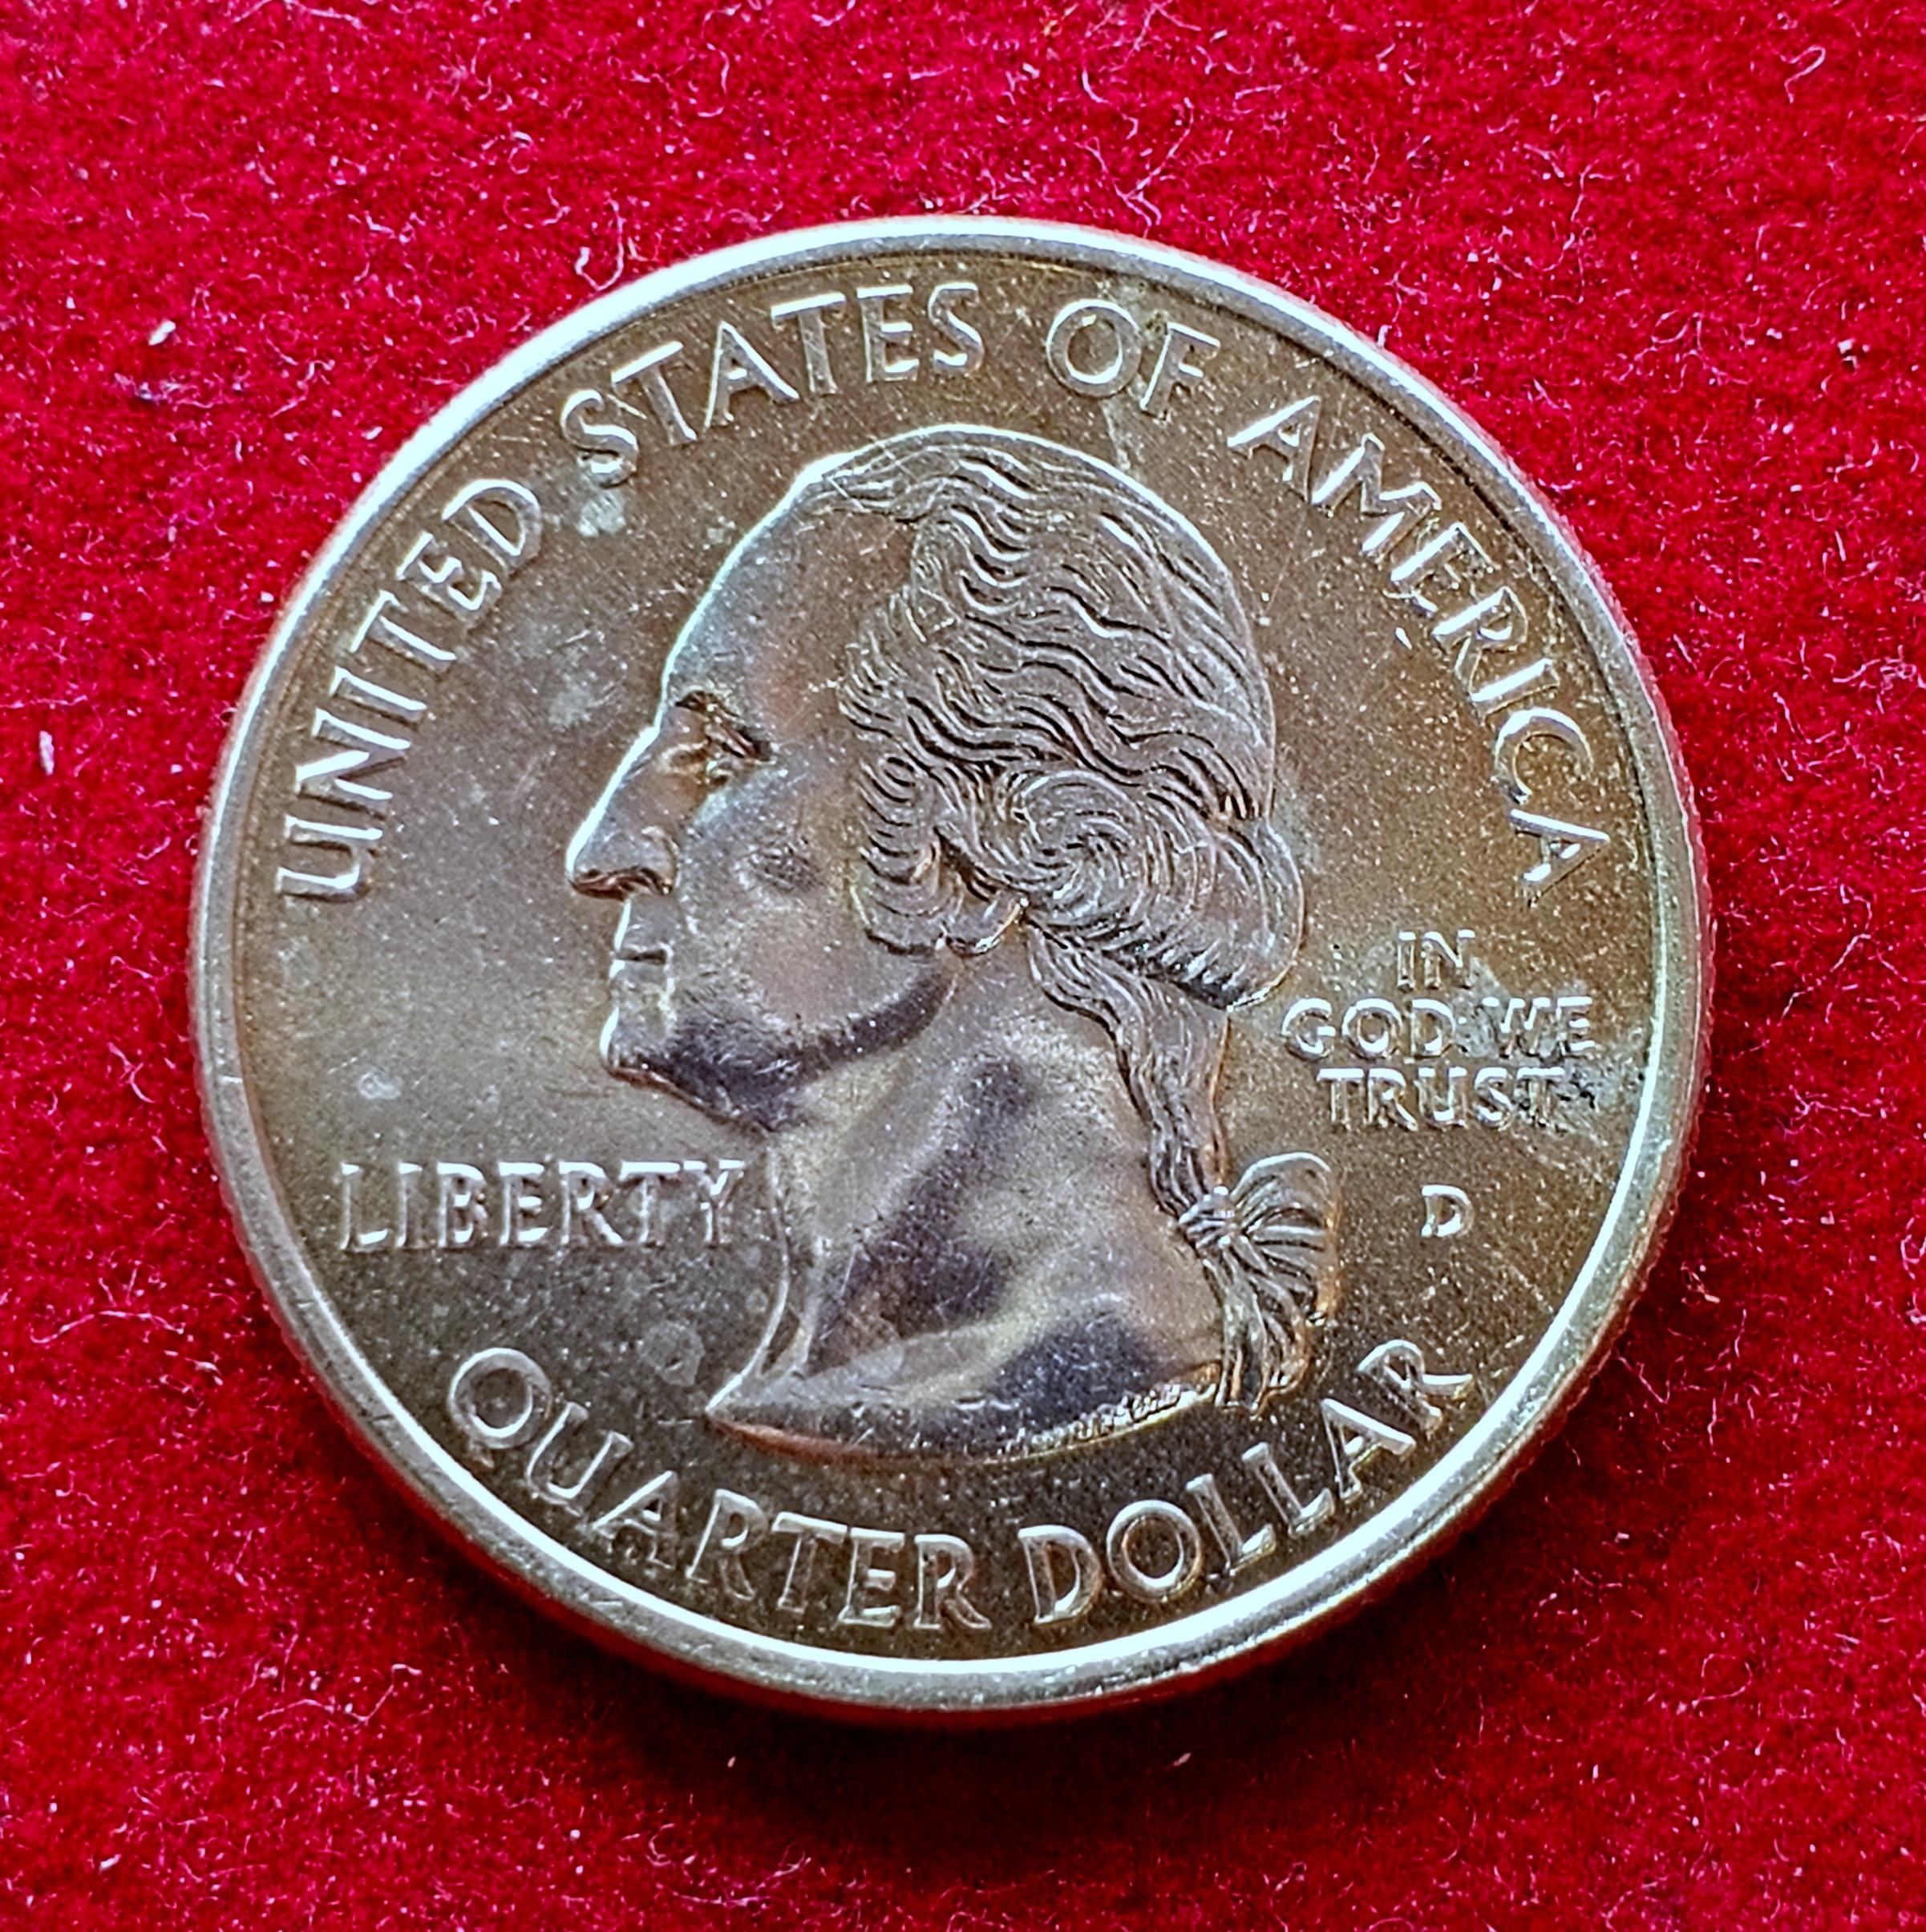 UNITED STATES OF AMERICA
LIBERTY
IN
GOD WE
TRUST
D
QUARTER DOLLAR